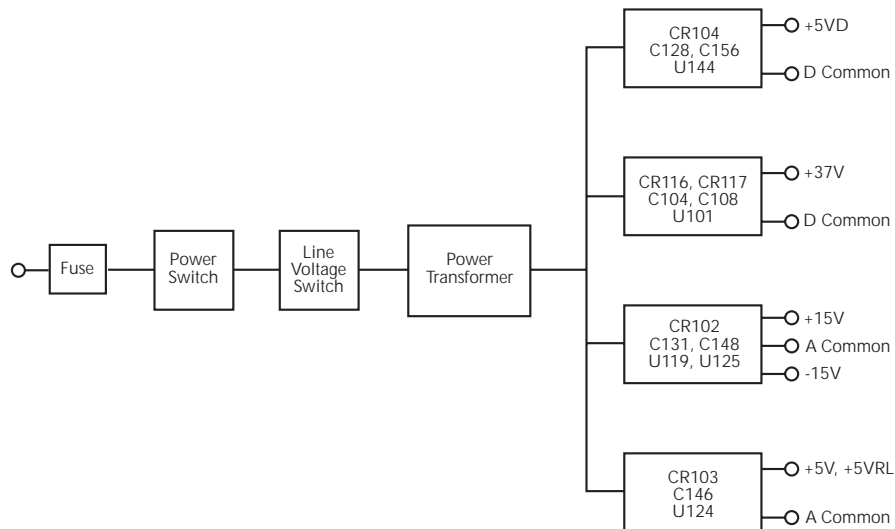 CR104
C128, C156
U144
+5VD
D Common
CR116, CR117
C104, C108
U101
+37V
D Common
Fuse
Power
Switch
Line
Voltage
Switch
Power
Transformer
CR102
C131, C148
U119, U125
+15V
A Common
-15V
CR103
C146
U124
+5V, +5VRL
A Common